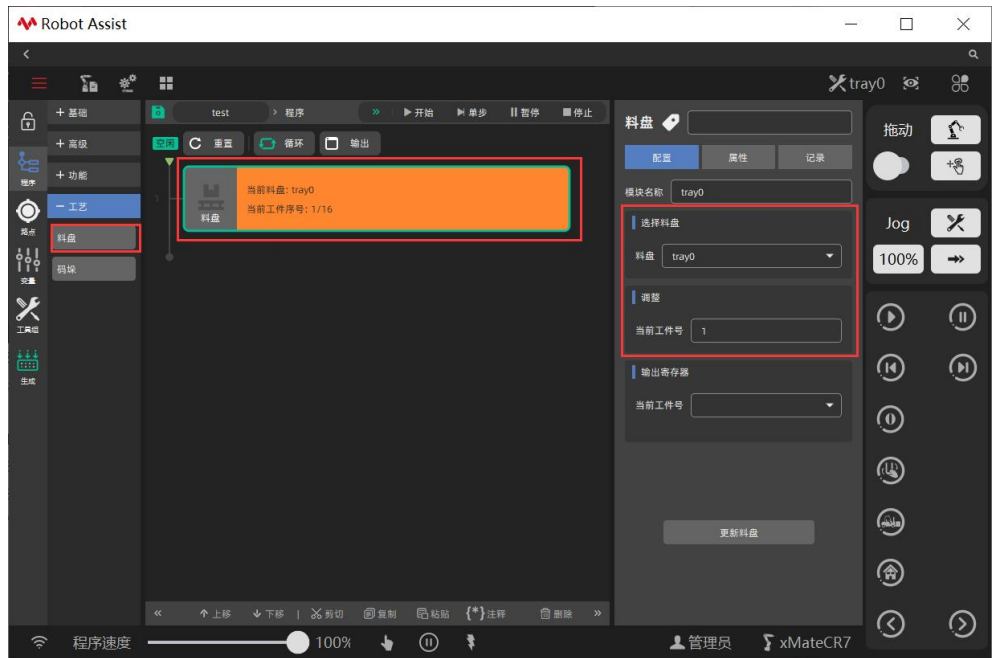 Robot Assist
tray0
+ 基础
test > 程序 » 开始 单步 暂停 停止
+ 高级
空闲 重置 循环 输出
+ 功能
程序
− 工艺
料盘
码垛
点
变量
工具组
生成
1
料盘
当前料盘: tray0
当前工件序号: 1/16
料盘
配置 属性 记录
模块名称 tray0
选择料盘
料盘 tray0
调整
当前工件号 1
输出寄存器
当前工件号
更新料盘
拖动
Jog
100%
« 上移 下移 | 剪切 复制 粘贴 {*}注释 删除 »
程序速度 100% 管理员 xMateCR7